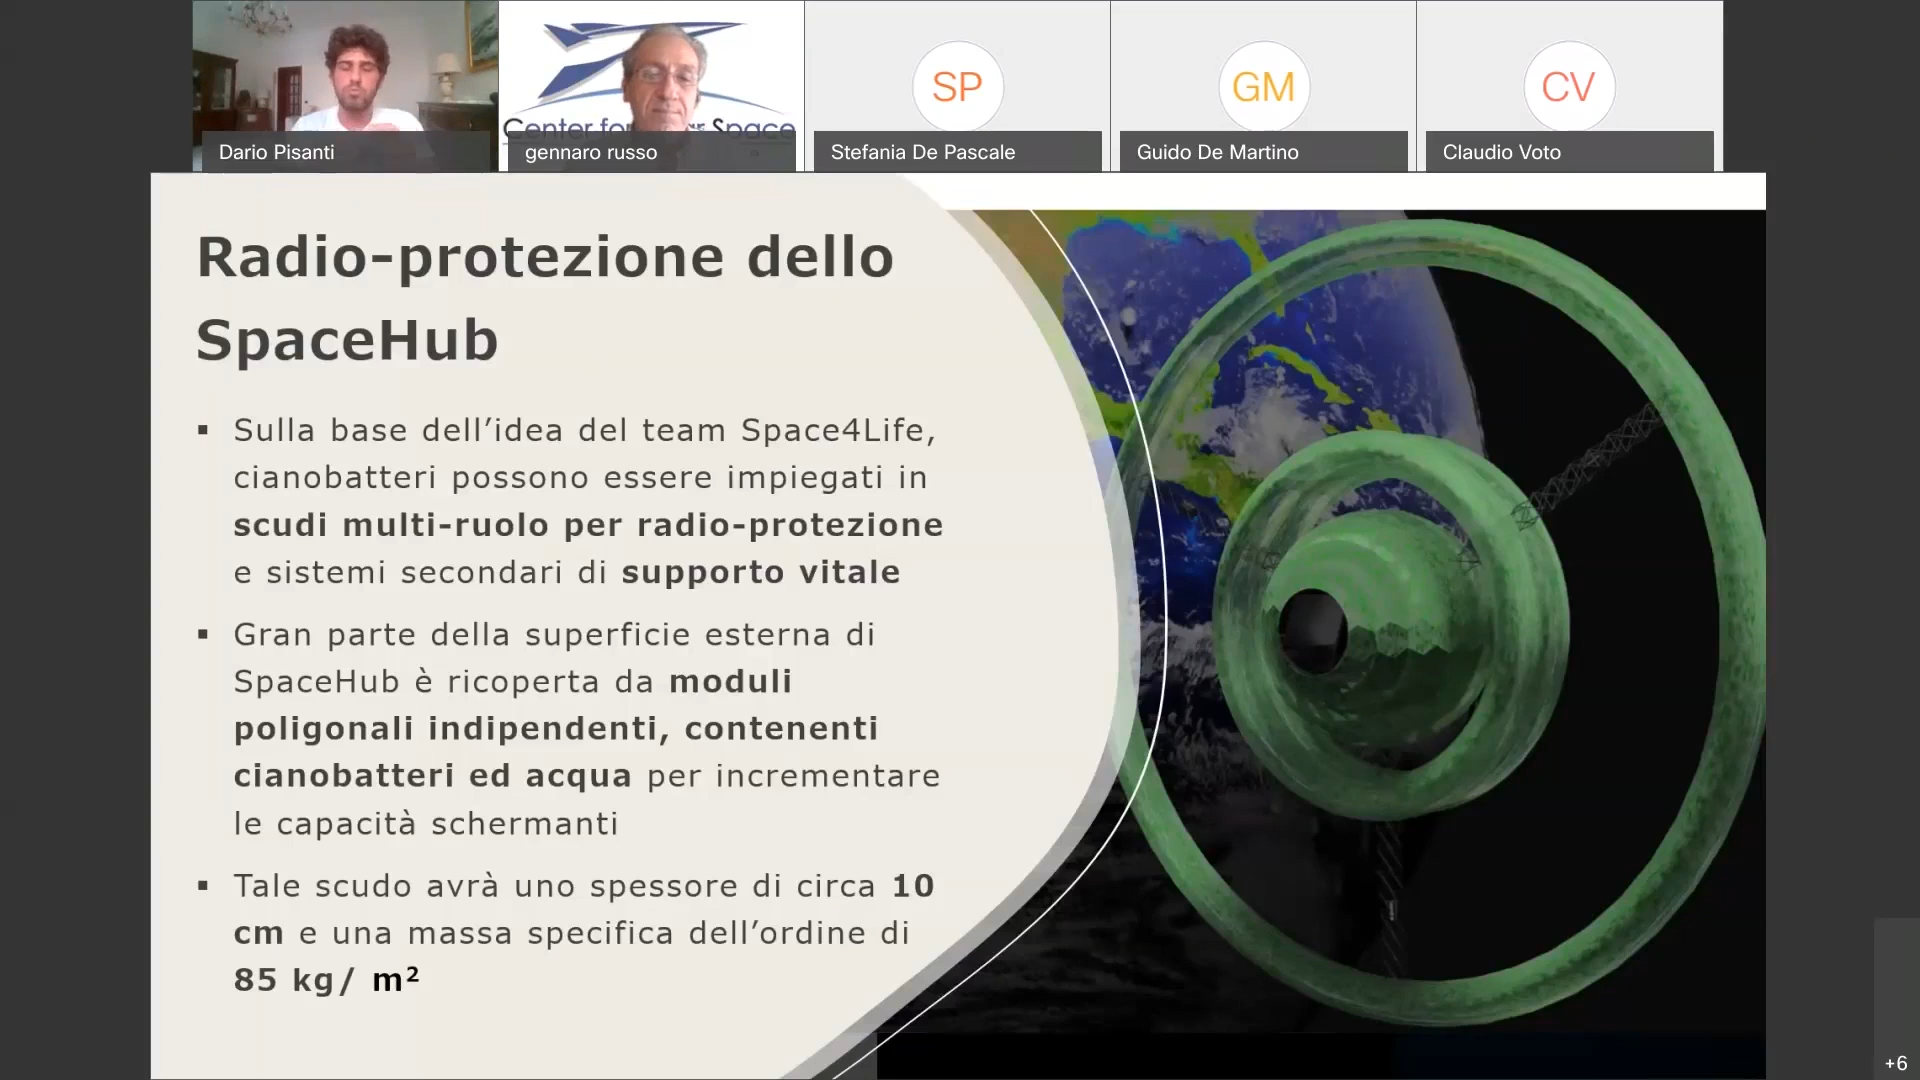 SP
GM
CV
Center for Space
Dario Pisanti
gennaro russo
Stefania De Pascale
Guido De Martino
Claudio Voto
Radio-protezione dello
SpaceHub
▪ Sulla base dell’idea del team Space4Life,
cianobatteri possono essere impiegati in
scudi multi-ruolo per radio-protezione
e sistemi secondari di supporto vitale
▪ Gran parte della superficie esterna di
SpaceHub è ricoperta da moduli
poligonali indipendenti, contenenti
cianobatteri ed acqua per incrementare
le capacità schermanti
▪ Tale scudo avrà uno spessore di circa 10
cm e una massa specifica dell’ordine di
85 kg/ m²
+6